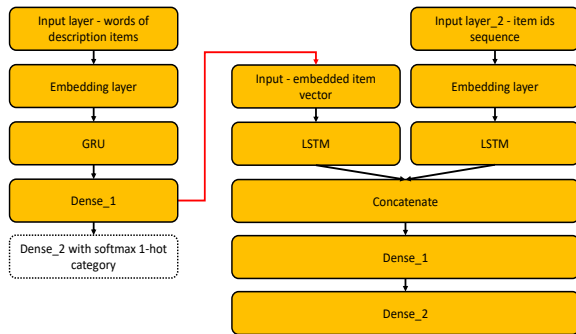 Input layer - words of
description items
Embedding layer
GRU
Dense_1
Dense_2 with softmax 1-hot
category
Input - embedded item
vector
LSTM
Input layer_2 - item ids
sequence
Embedding layer
LSTM
Concatenate
Dense_1
Dense_2